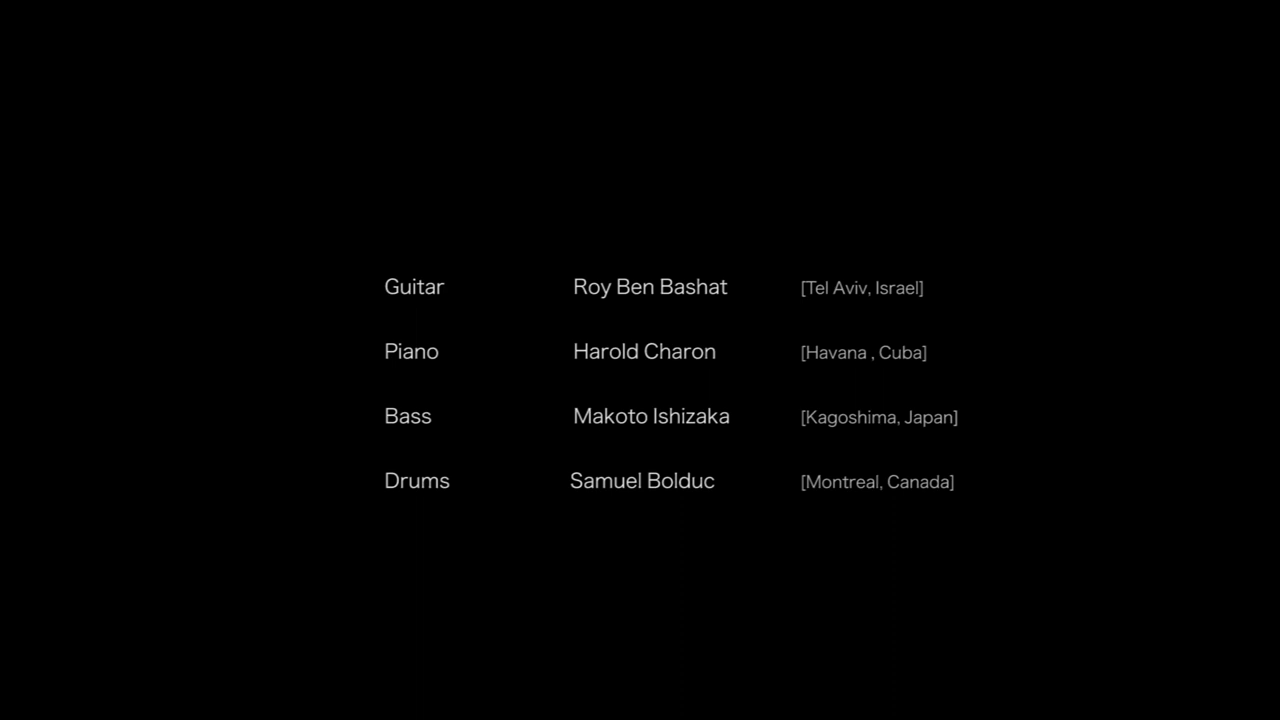 Guitar Roy Ben Bashat [Tel Aviv, Israel]
Piano Harold Charon [Havana , Cuba]
Bass Makoto Ishizaka [Kagoshima, Japan]
Drums Samuel Bolduc [Montreal, Canada]